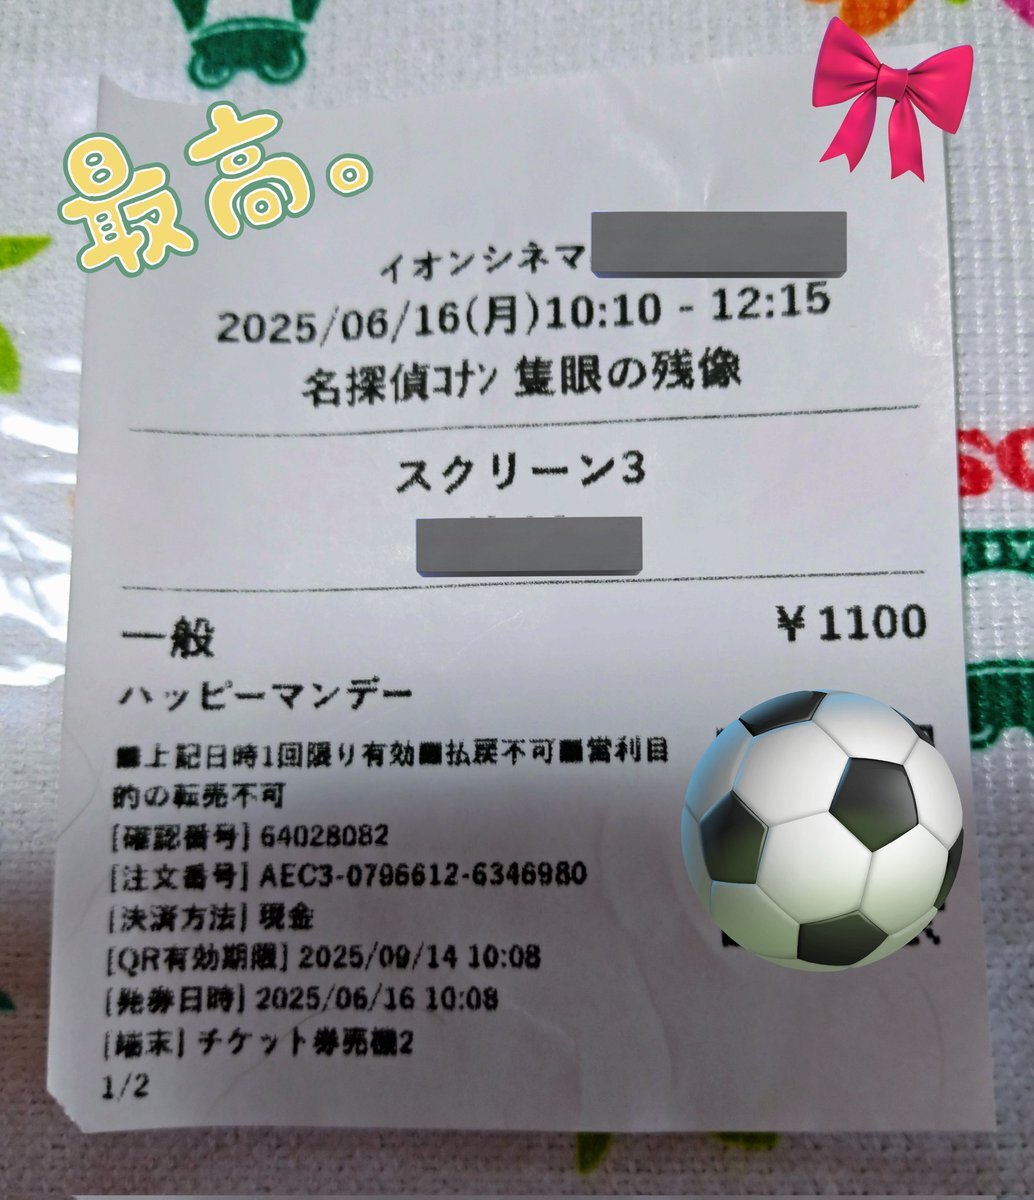 最高。
イオンシネマ
2025/06/16(月)10:10 - 12:15
名探偵ｺﾅﾝ 隻眼の残像
スクリーン3
一般 ¥1100
ハッピーマンデー
■上記日時1回限り有効■払戻不可■営利目
的の転売不可
[確認番号] 64028082
[注文番号] AEC3-0796612-6346980
[決済方法] 現金
[QR有効期限] 2025/09/14 10:08
[発券日時] 2025/06/16 10:08
[端末] チケット券売機2
1/2